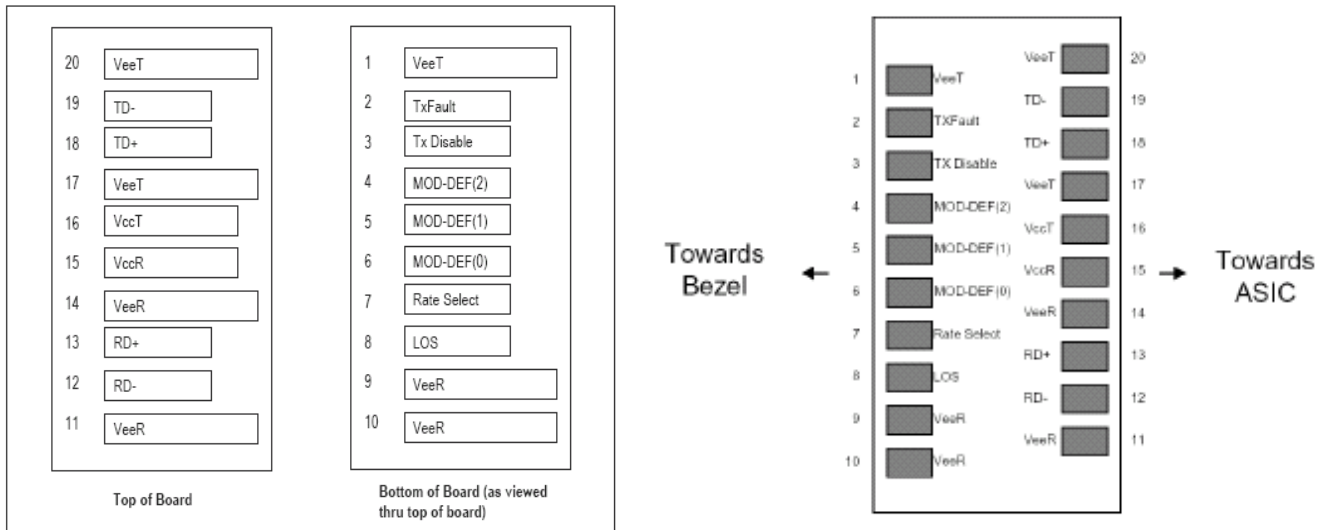 20 VeeT
19 TD-
18 TD+
17 VeeT
16 VccT
15 VccR
14 VeeR
13 RD+
12 RD-
11 VeeR
Top of Board
1 VeeT
2 TxFault
3 Tx Disable
4 MOD-DEF(2)
5 MOD-DEF(1)
6 MOD-DEF(0)
7 Rate Select
8 LOS
9 VeeR
10 VeeR
Bottom of Board (as viewed
thru top of board)
Towards
Bezel
1 VeeT
2 TXFault
3 TX Disable
4 MOD-DEF(2)
5 MOD-DEF(1)
6 MOD-DEF(0)
7 Rate Select
8 LOS
9 VeeR
10 VeeR
VeeT 20
TD- 19
TD+ 18
VeeT 17
VccT 16
VccR 15
VeeR 14
RD+ 13
RD- 12
VeeR 11
Towards
ASIC